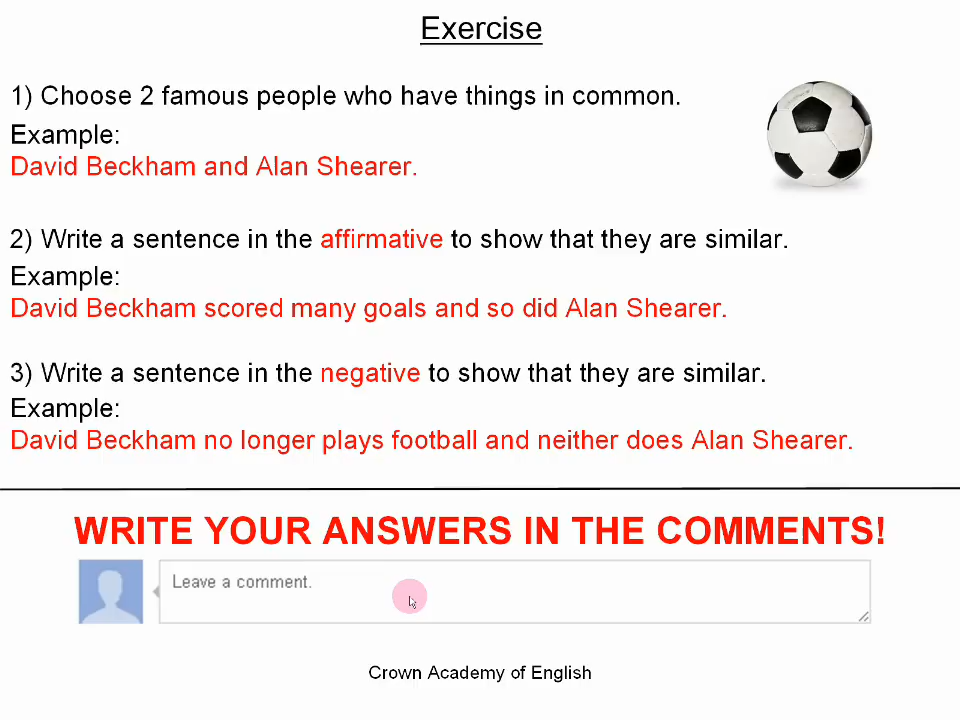 Exercise
1) Choose 2 famous people who have things in common.
Example:
David Beckham and Alan Shearer.
2) Write a sentence in the affirmative to show that they are similar.
Example:
David Beckham scored many goals and so did Alan Shearer.
3) Write a sentence in the negative to show that they are similar.
Example:
David Beckham no longer plays football and neither does Alan Shearer.
WRITE YOUR ANSWERS IN THE COMMENTS!
Leave a comment.
Crown Academy of English